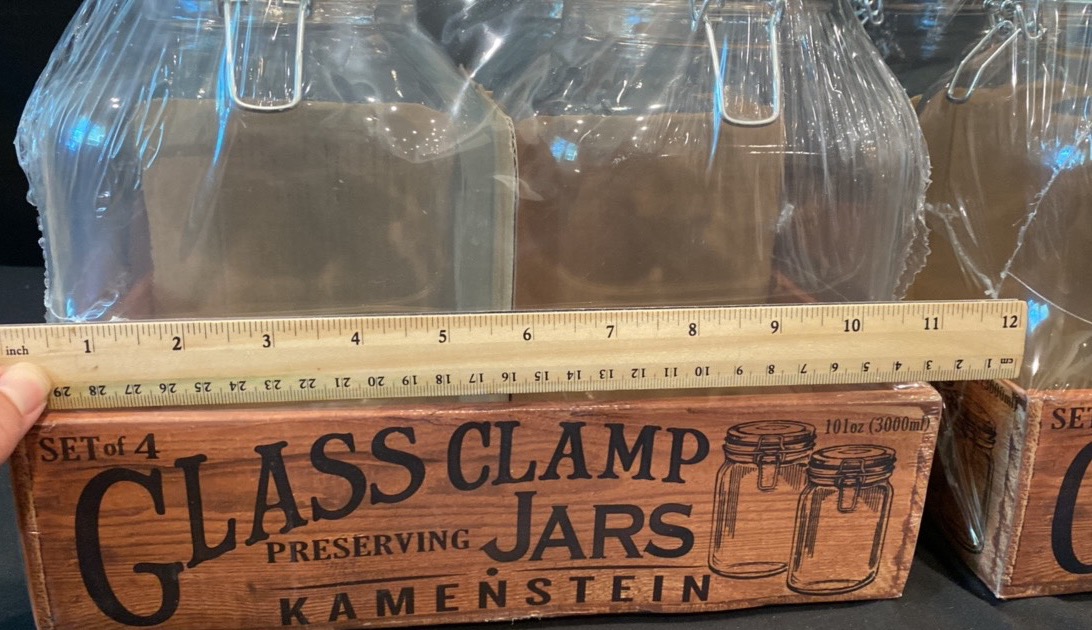 inch 1 2 3 4 5 6 7 8 9 10 11 12
29 28 27 26 25 24 23 22 21 20 19 18 17 16 15 14 13 12 11 10 9 8 7 6 5 4 3 2 1 cm
SET of 4
101oz (3000ml)
GLASS CLAMP
PRESERVING JARS
KAMENSTEIN
SE
G